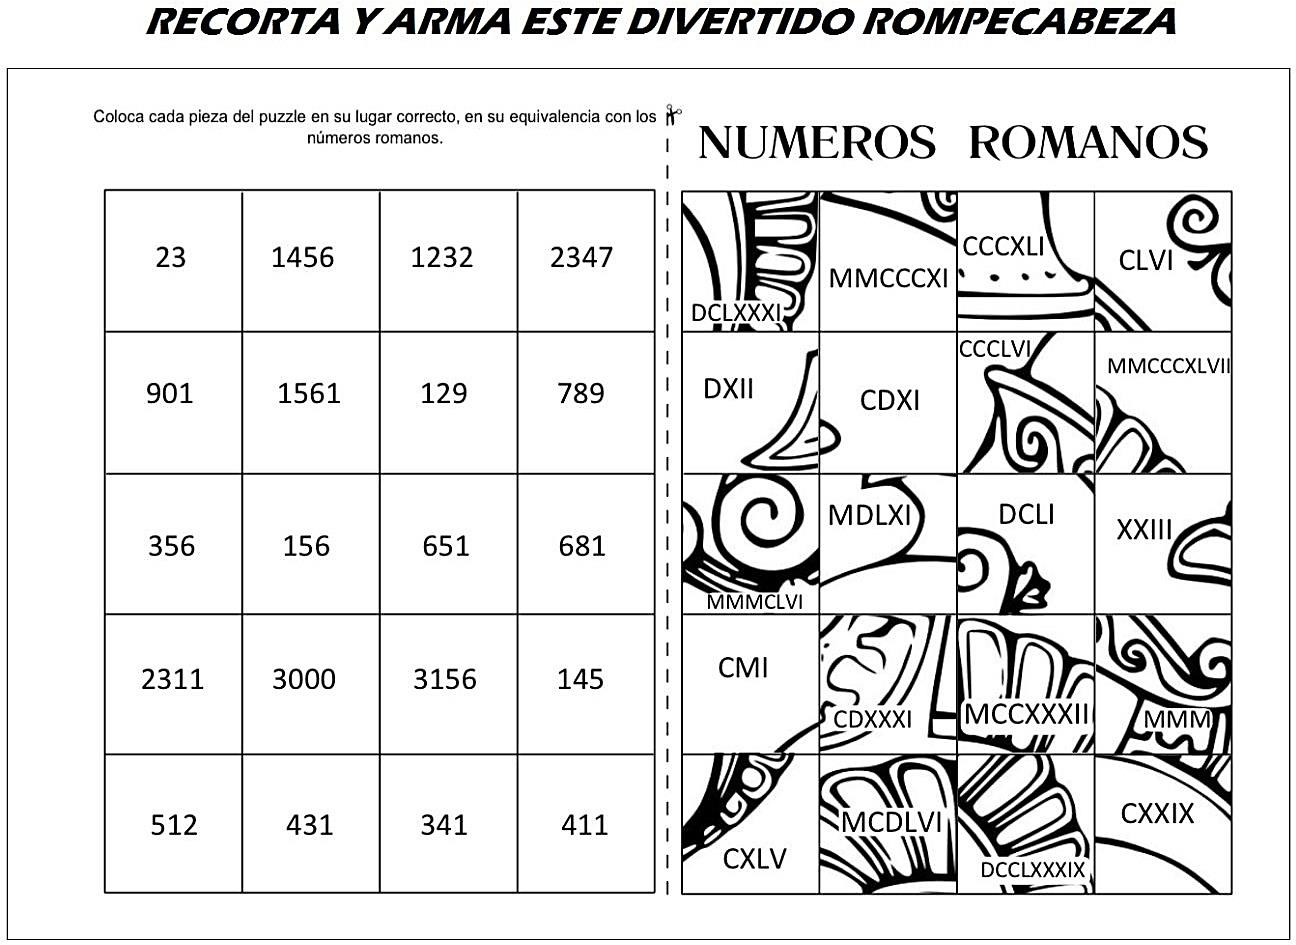 RECORTA Y ARMA ESTE DIVERTIDO ROMPECABEZA
Coloca cada pieza del puzzle en su lugar correcto, en su equivalencia con los
números romanos.
23 1456 1232 2347
901 1561 129 789
356 156 651 681
2311 3000 3156 145
512 431 341 411
NUMEROS ROMANOS
DCLXXXI MMCCCXI CCCXLI CLVI
DXII CDXI CCCLVI MMCCCXLVII
MMMCLVI MDLXI DCLI XXIII
CMI CDXXXI MCCXXXII MMM
CXLV MCDLVI DCCLXXXIX CXXIX